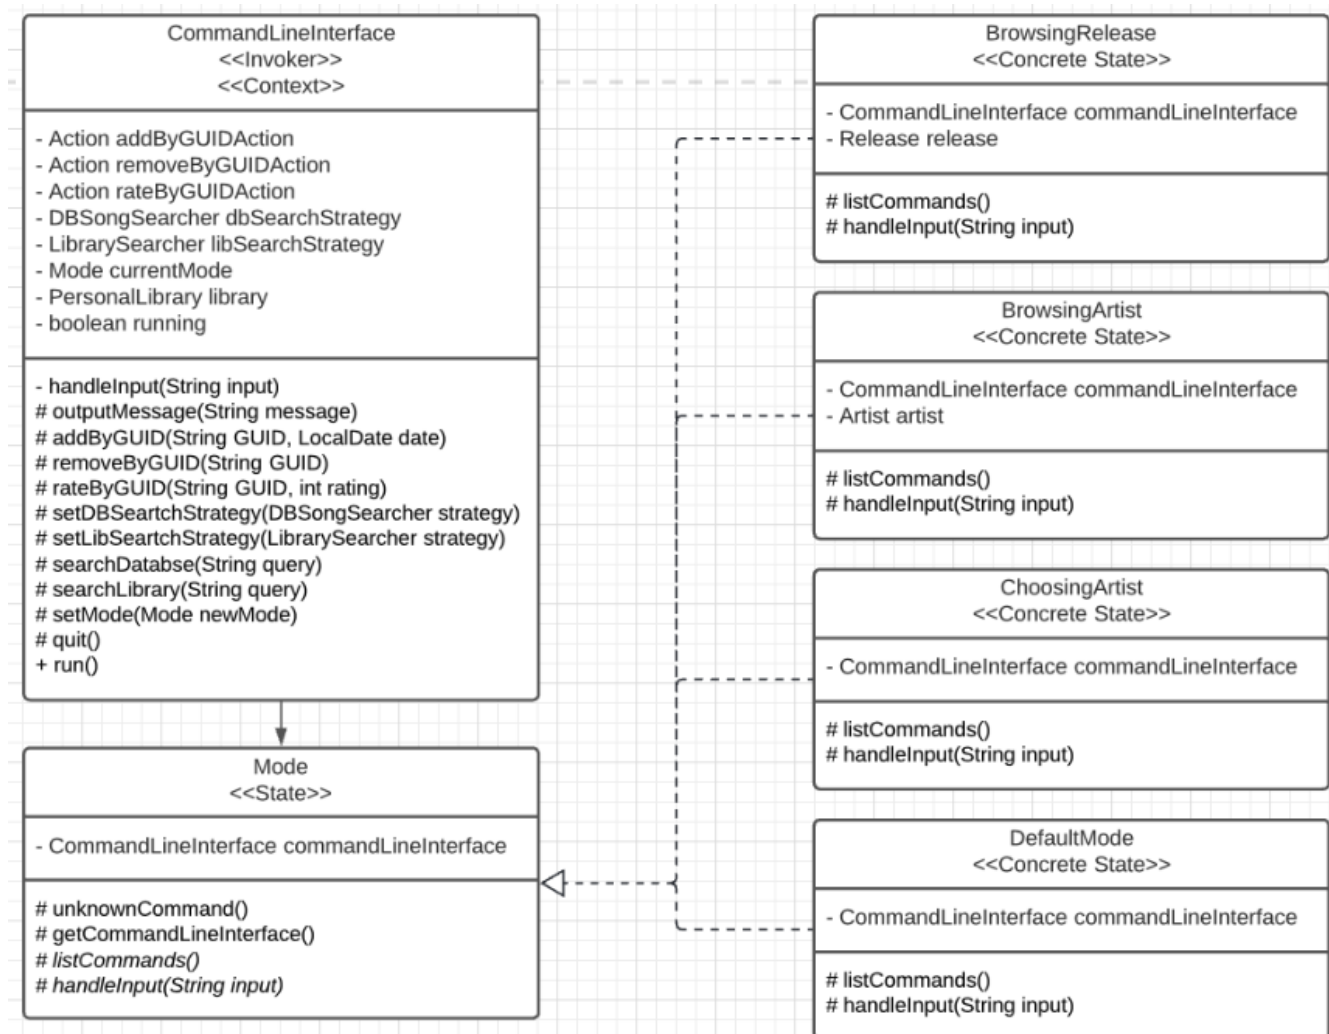 CommandLineInterface
<<Invoker>>
<<Context>>
- Action addByGUIDAction
- Action removeByGUIDAction
- Action rateByGUIDAction
- DBSongSearcher dbSearchStrategy
- LibrarySearcher libSearchStrategy
- Mode currentMode
- PersonalLibrary library
- boolean running
- handleInput(String input)
# outputMessage(String message)
# addByGUID(String GUID, LocalDate date)
# removeByGUID(String GUID)
# rateByGUID(String GUID, int rating)
# setDBSeartchStrategy(DBSongSearcher strategy)
# setLibSeartchStrategy(LibrarySearcher strategy)
# searchDatabse(String query)
# searchLibrary(String query)
# setMode(Mode newMode)
# quit()
+ run()
Mode
<<State>>
- CommandLineInterface commandLineInterface
# unknownCommand()
# getCommandLineInterface()
# listCommands()
# handleInput(String input)
BrowsingRelease
<<Concrete State>>
- CommandLineInterface commandLineInterface
- Release release
# listCommands()
# handleInput(String input)
BrowsingArtist
<<Concrete State>>
- CommandLineInterface commandLineInterface
- Artist artist
# listCommands()
# handleInput(String input)
ChoosingArtist
<<Concrete State>>
- CommandLineInterface commandLineInterface
# listCommands()
# handleInput(String input)
DefaultMode
<<Concrete State>>
- CommandLineInterface commandLineInterface
# listCommands()
# handleInput(String input)